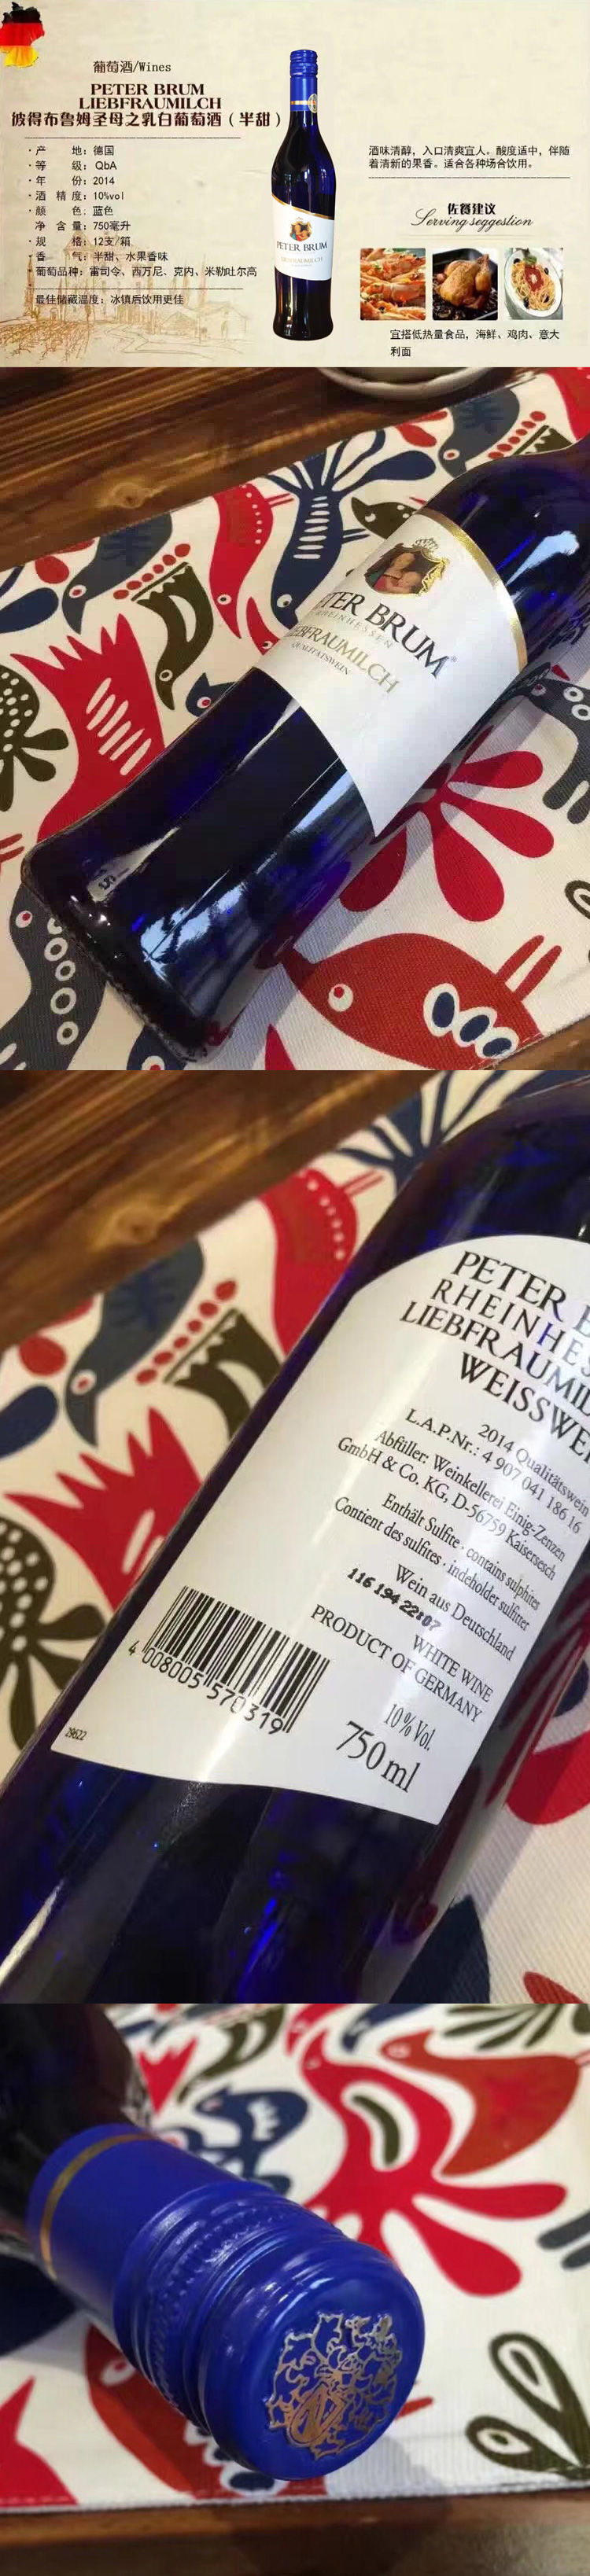 葡萄酒/Wines
PETER BRUM
LIEBFRAUMILCH
彼得布鲁姆圣母之乳白葡萄酒（半甜）
· 产 地：德国
· 等 级：QbA
· 年 份：2014
· 酒 精 度：10%vol
· 颜 色：蓝色
净 含 量：750毫升
· 规 格：12支/箱
· 香 气：半甜、水果香味
· 葡萄品种：雷司令、西万尼、克内、米勒吐尔高
最佳储藏温度：冰镇后饮用更佳
PETER BRUM
LIEBFRAUMILCH
酒味清醇，入口清爽宜人。酸度适中，伴随
着清新的果香。适合各种场合饮用。
佐餐建议
Serving seggestion
宜搭低热量食品，海鲜、鸡肉、意大
利面
TER BRUM
RHEINHESSEN
LIEBFRAUMILCH
QUALITÄTSWEIN
PETER B
RHEINHES
LIEBFRAUMIL
WEISSWEI
2014 Qualitätswein
L.A.P.Nr.: 4 907 041 186 16
Abfüller: Weinkellerei Einig-Zenzen
GmbH & Co. KG, D-56759 Kaisersesch
Enthält Sulfite · contains sulphites
Contient des sulfites · indeholder sulfitter
Wein aus Deutschland
116 194 22:07
WHITE WINE
PRODUCT OF GERMANY
10% Vol.
750 ml
4 008005 570319
29622